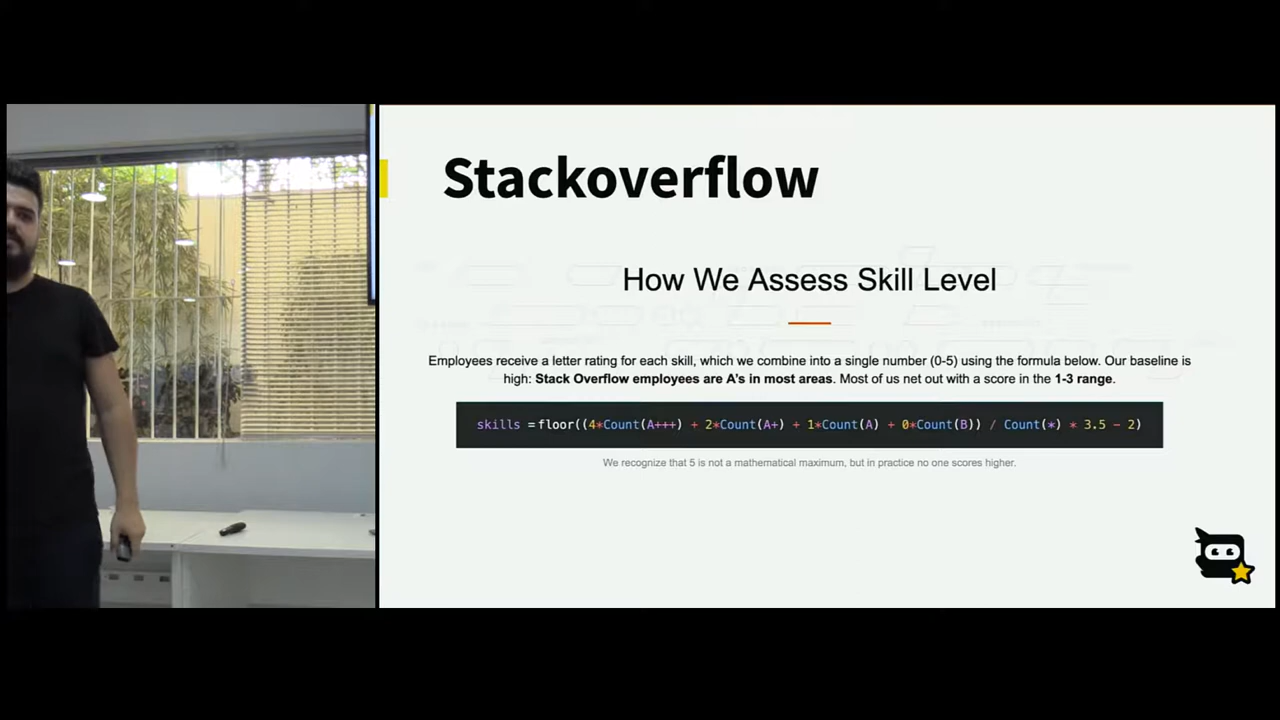 Stackoverflow
How We Assess Skill Level
Employees receive a letter rating for each skill, which we combine into a single number (0-5) using the formula below. Our baseline is
high: Stack Overflow employees are A's in most areas. Most of us net out with a score in the 1-3 range.
skills =floor((4*Count(A+++) + 2*Count(A+) + 1*Count(A) + 0*Count(B)) / Count(*) * 3.5 − 2)
We recognize that 5 is not a mathematical maximum, but in practice no one scores higher.